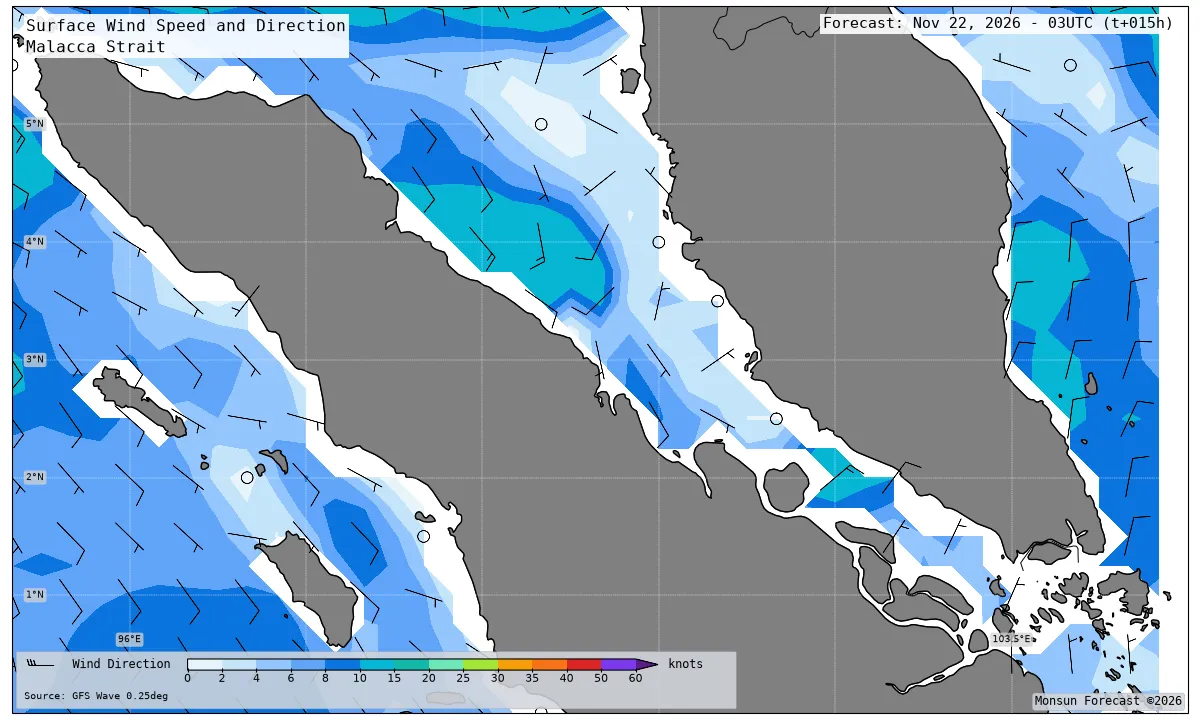 Surface Wind Speed and Direction
Malacca Strait
Forecast: Nov 22, 2026 - 03UTC (t+015h)
5°N
4°N
3°N
2°N
1°N
96°E
103.5°E
Wind Direction
0 2 4 6 8 10 15 20 25 30 35 40 50 60
knots
Source: GFS Wave 0.25deg
Monsun Forecast ©2026